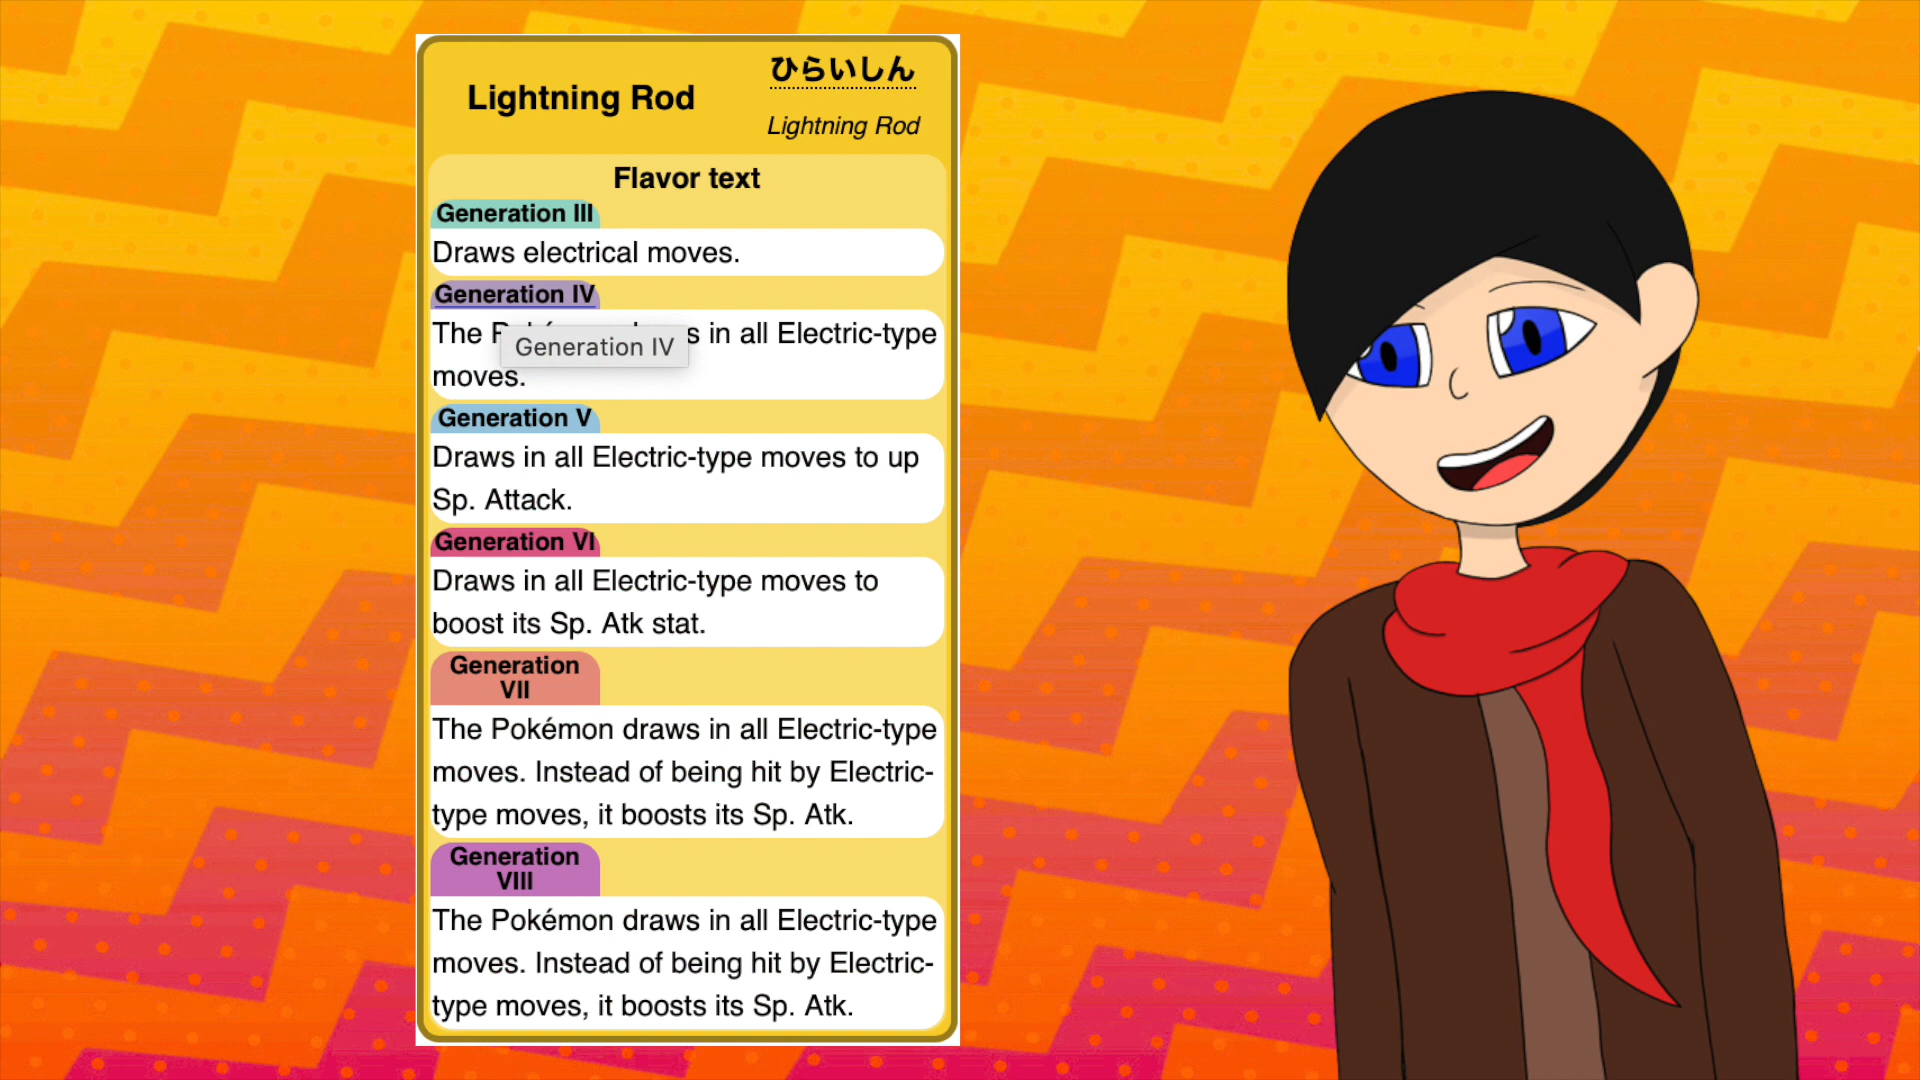 Lightning Rod
ひらいしん
Lightning Rod
Flavor text
Generation III
Draws electrical moves.
Generation IV
The s in all Electric-type
Generation IV
moves.
Generation V
Draws in all Electric-type moves to up
Sp. Attack.
Generation VI
Draws in all Electric-type moves to
boost its Sp. Atk stat.
Generation
VII
The Pokémon draws in all Electric-type
moves. Instead of being hit by Electric-
type moves, it boosts its Sp. Atk.
Generation
VIII
The Pokémon draws in all Electric-type
moves. Instead of being hit by Electric-
type moves, it boosts its Sp. Atk.